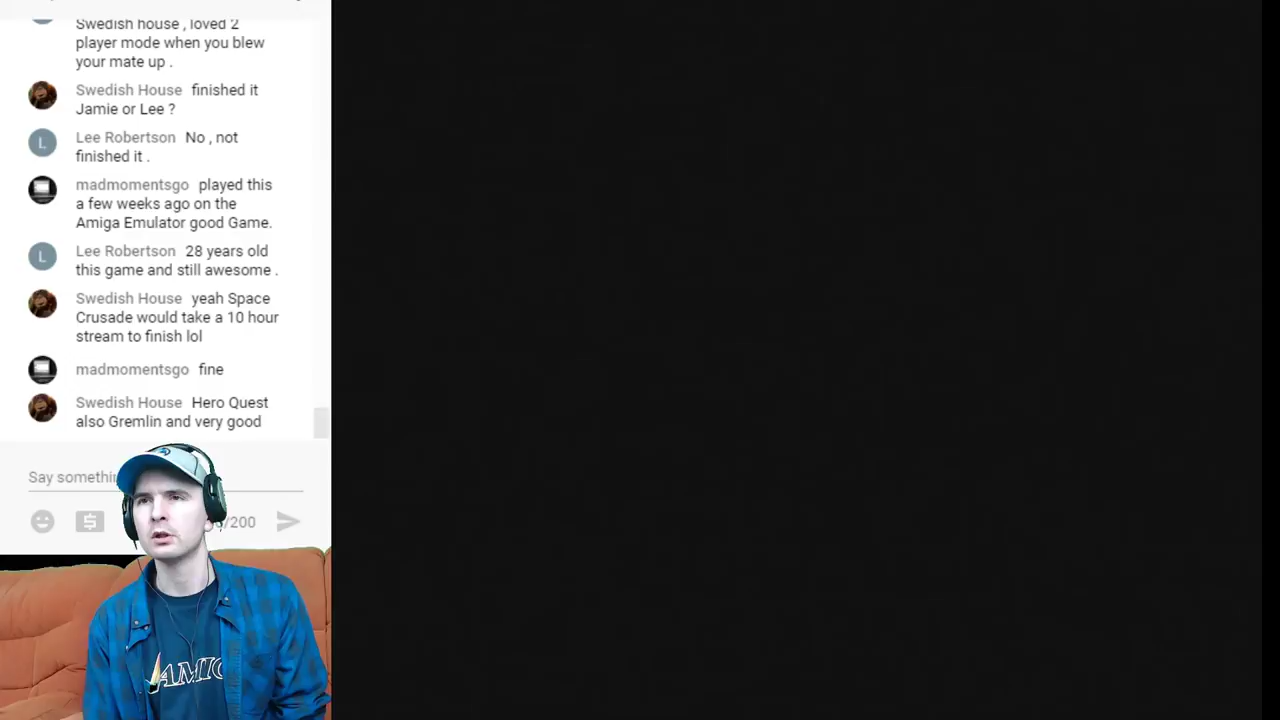 Swedish house , loved 2
player mode when you blew
your mate up .
Swedish House finished it
Jamie or Lee ?
L
Lee Robertson No , not
finished it .
madmomentsgo played this
a few weeks ago on the
Amiga Emulator good Game.
L
Lee Robertson 28 years old
this game and still awesome .
Swedish House yeah Space
Crusade would take a 10 hour
stream to finish lol
madmomentsgo fine
Swedish House Hero Quest
also Gremlin and very good
Say somethi
/200
AMIG